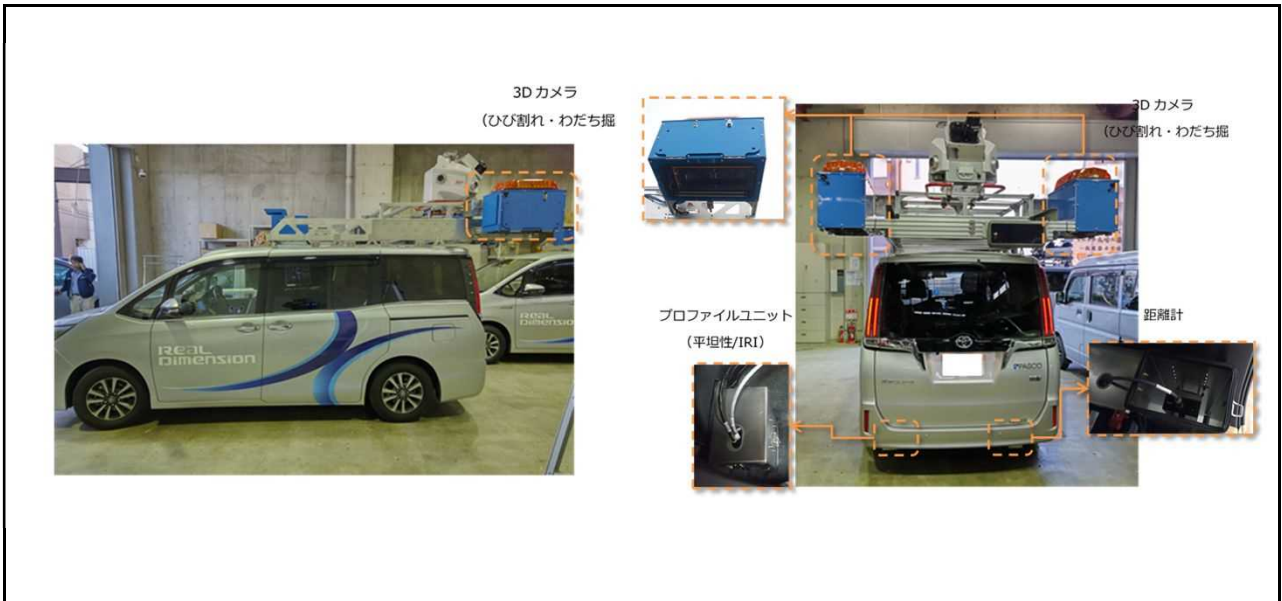 3D カメラ
（ひび割れ・わだち掘
REAL
DIMENSION
REAL
DIMENSIO
3D カメラ
（ひび割れ・わだち掘
プロファイルユニット
（平坦性/IRI）
距離計
PASCO